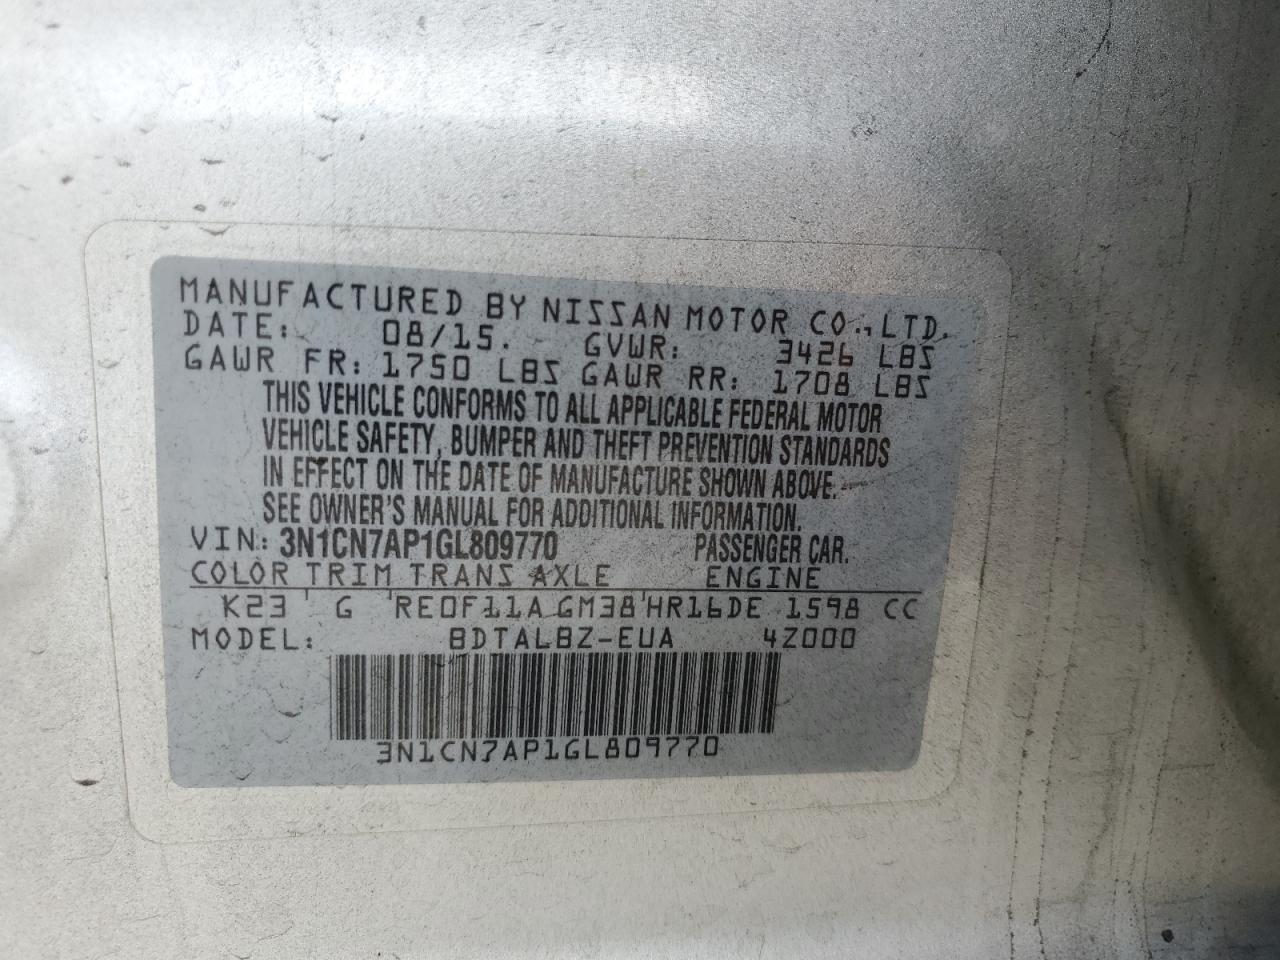 MANUFACTURED BY NISSAN MOTOR CO., LTD.
DATE: 08/15. GVWR: 3426 LBS
GAWR FR: 1750 LBS GAWR RR: 1708 LBS
THIS VEHICLE CONFORMS TO ALL APPLICABLE FEDERAL MOTOR
VEHICLE SAFETY, BUMPER AND THEFT PREVENTION STANDARDS
IN EFFECT ON THE DATE OF MANUFACTURE SHOWN ABOVE.
SEE OWNER'S MANUAL FOR ADDITIONAL INFORMATION.
VIN: 3N1CN7AP1GL809770 PASSENGER CAR.
COLOR TRIM TRANS AXLE ENGINE
K23 ' G ' RE0F11A GM38 ' HR16DE 1598 CC
MODEL: BDTALBZ-EUA 4Z000
3N1CN7AP1GL809770